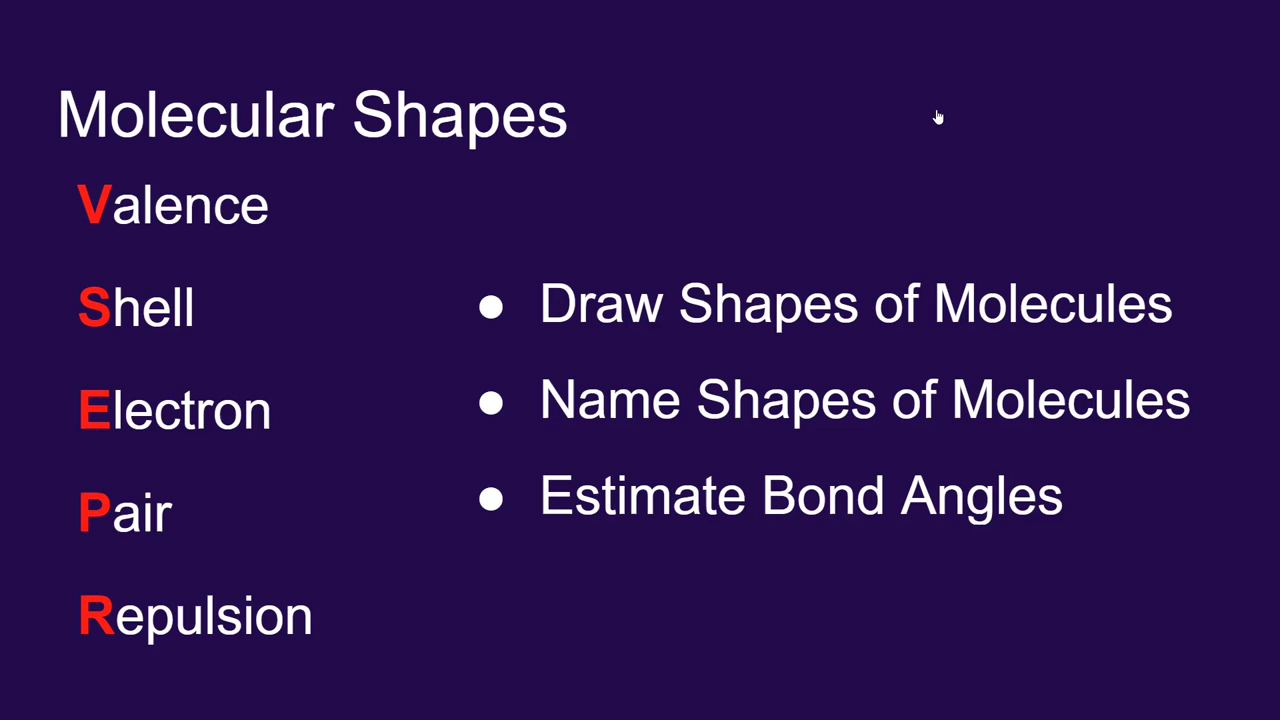 Molecular Shapes
Valence
Shell
Electron
Pair
Repulsion
● Draw Shapes of Molecules
● Name Shapes of Molecules
● Estimate Bond Angles